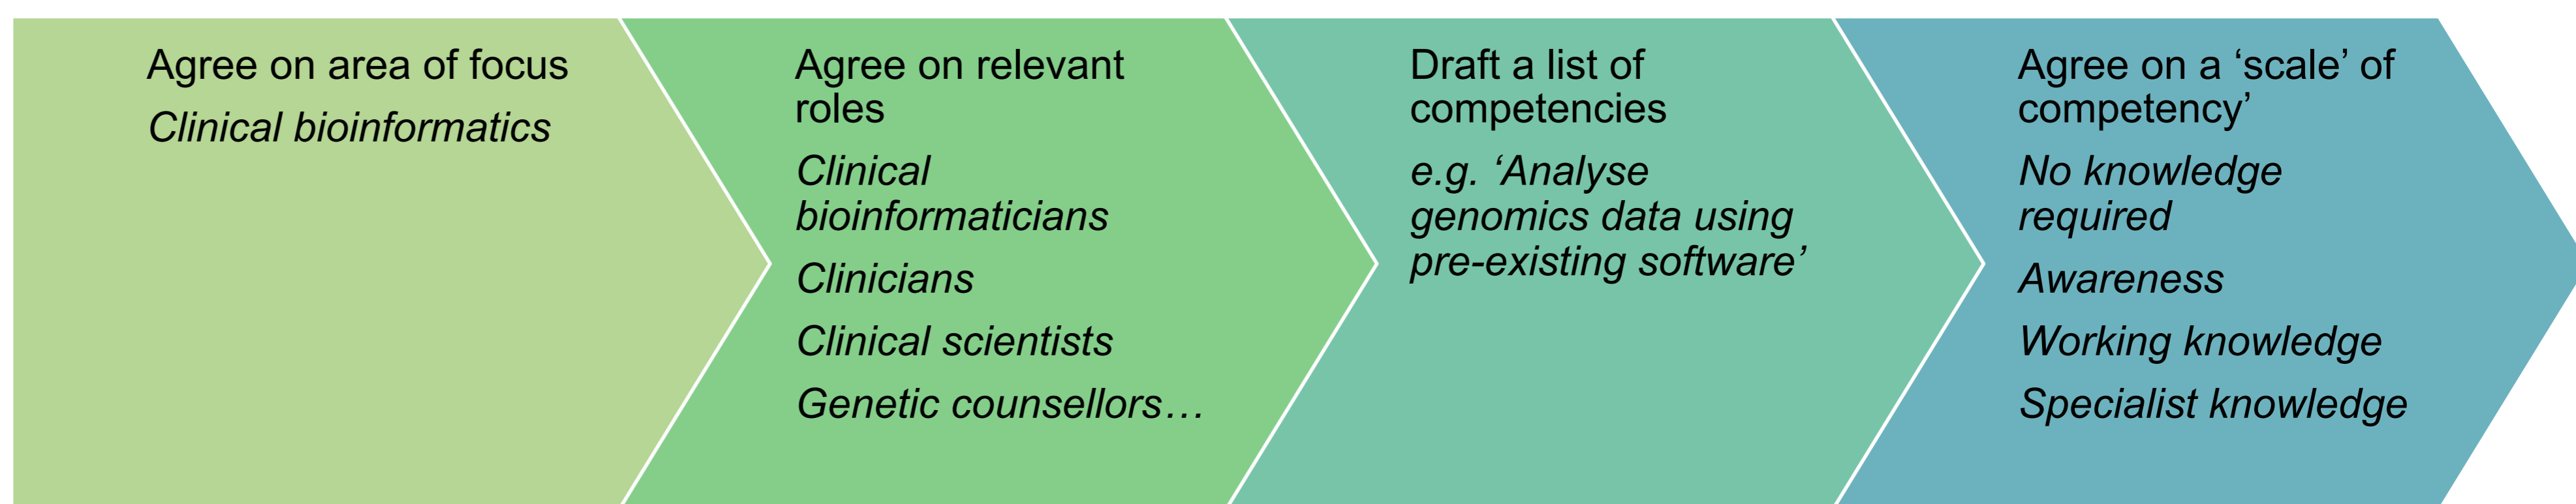 Agree on area of focus
Clinical bioinformatics
Agree on relevant
roles
Clinical
bioinformaticians
Clinicians
Clinical scientists
Genetic counsellors…
Draft a list of
competencies
e.g. ‘Analyse
genomics data using
pre-existing software’
Agree on a ‘scale’ of
competency’
No knowledge
required
Awareness
Working knowledge
Specialist knowledge